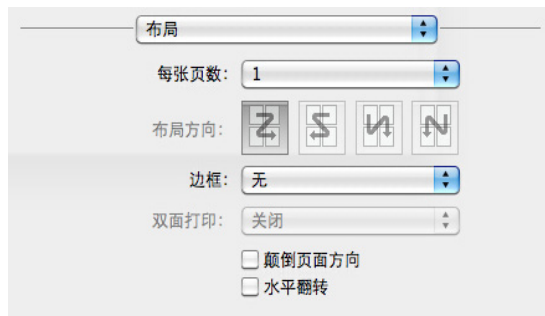 布局
每张页数: 1
布局方向:
边框: 无
双面打印: 关闭
颠倒页面方向
水平翻转